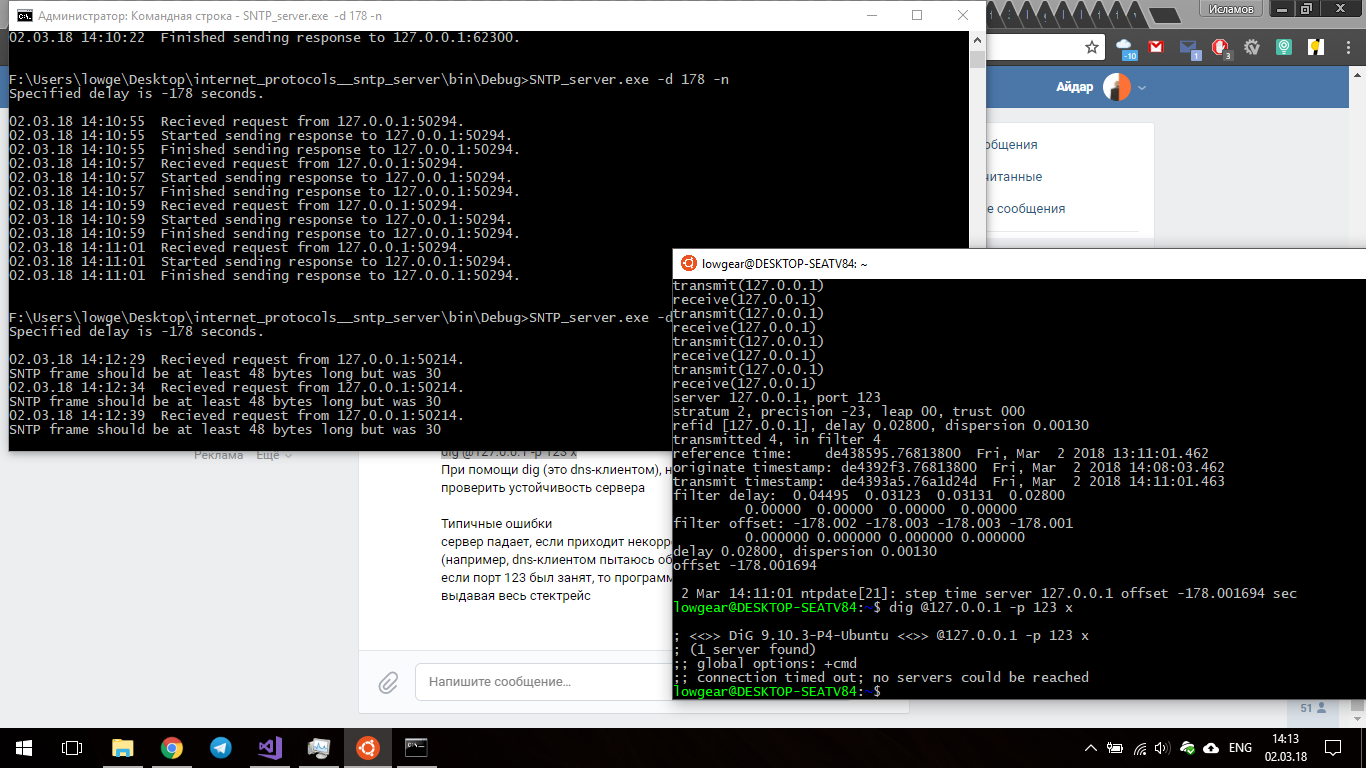 Администратор: Командная строка - SNTP_server.exe -d 178 -n
02.03.18 14:10:22 Finished sending response to 127.0.0.1:62300.
F:\Users\lowge\Desktop\internet_protocols__sntp_server\bin\Debug>SNTP_server.exe -d 178 -n
Specified delay is -178 seconds.
02.03.18 14:10:55 Recieved request from 127.0.0.1:50294.
02.03.18 14:10:55 Started sending response to 127.0.0.1:50294.
02.03.18 14:10:55 Finished sending response to 127.0.0.1:50294.
02.03.18 14:10:57 Recieved request from 127.0.0.1:50294.
02.03.18 14:10:57 Started sending response to 127.0.0.1:50294.
02.03.18 14:10:57 Finished sending response to 127.0.0.1:50294.
02.03.18 14:10:59 Recieved request from 127.0.0.1:50294.
02.03.18 14:10:59 Started sending response to 127.0.0.1:50294.
02.03.18 14:10:59 Finished sending response to 127.0.0.1:50294.
02.03.18 14:11:01 Recieved request from 127.0.0.1:50294.
02.03.18 14:11:01 Started sending response to 127.0.0.1:50294.
02.03.18 14:11:01 Finished sending response to 127.0.0.1:50294.
F:\Users\lowge\Desktop\internet_protocols__sntp_server\bin\Debug>SNTP_server.exe -d
Specified delay is -178 seconds.
02.03.18 14:12:29 Recieved request from 127.0.0.1:50214.
SNTP frame should be at least 48 bytes long but was 30
02.03.18 14:12:34 Recieved request from 127.0.0.1:50214.
SNTP frame should be at least 48 bytes long but was 30
02.03.18 14:12:39 Recieved request from 127.0.0.1:50214.
SNTP frame should be at least 48 bytes long but was 30
Исламов
-10
1
3
Айдар
общения
читанные
е сообщения
lowgear@DESKTOP-SEATV84: ~
transmit(127.0.0.1)
receive(127.0.0.1)
transmit(127.0.0.1)
receive(127.0.0.1)
transmit(127.0.0.1)
receive(127.0.0.1)
transmit(127.0.0.1)
receive(127.0.0.1)
server 127.0.0.1, port 123
stratum 2, precision -23, leap 00, trust 000
refid [127.0.0.1], delay 0.02800, dispersion 0.00130
transmitted 4, in filter 4
reference time: de438595.76813800 Fri, Mar 2 2018 13:11:01.462
originate timestamp: de4392f3.76813800 Fri, Mar 2 2018 14:08:03.462
transmit timestamp: de4393a5.76a1d24d Fri, Mar 2 2018 14:11:01.463
filter delay: 0.04495 0.03123 0.03131 0.02800
0.00000 0.00000 0.00000 0.00000
filter offset: -178.002 -178.003 -178.003 -178.001
0.000000 0.000000 0.000000 0.000000
delay 0.02800, dispersion 0.00130
offset -178.001694
2 Mar 14:11:01 ntpdate[21]: step time server 127.0.0.1 offset -178.001694 sec
lowgear@DESKTOP-SEATV84:~$ dig @127.0.0.1 -p 123 x
; <<>> DiG 9.10.3-P4-Ubuntu <<>> @127.0.0.1 -p 123 x
; (1 server found)
;; global options: +cmd
;; connection timed out; no servers could be reached
lowgear@DESKTOP-SEATV84:~$
Реклама Ещё
dig @127.0.0.1 -p 123 x
При помощи dig (это dns-клиентом), н
проверить устойчивость сервера
Типичные ошибки
сервер падает, если приходит некорр
(например, dns-клиентом пытаюсь об
если порт 123 был занят, то програм
выдавая весь стектрейс
Напишите сообщение...
51
ENG
14:13
02.03.18